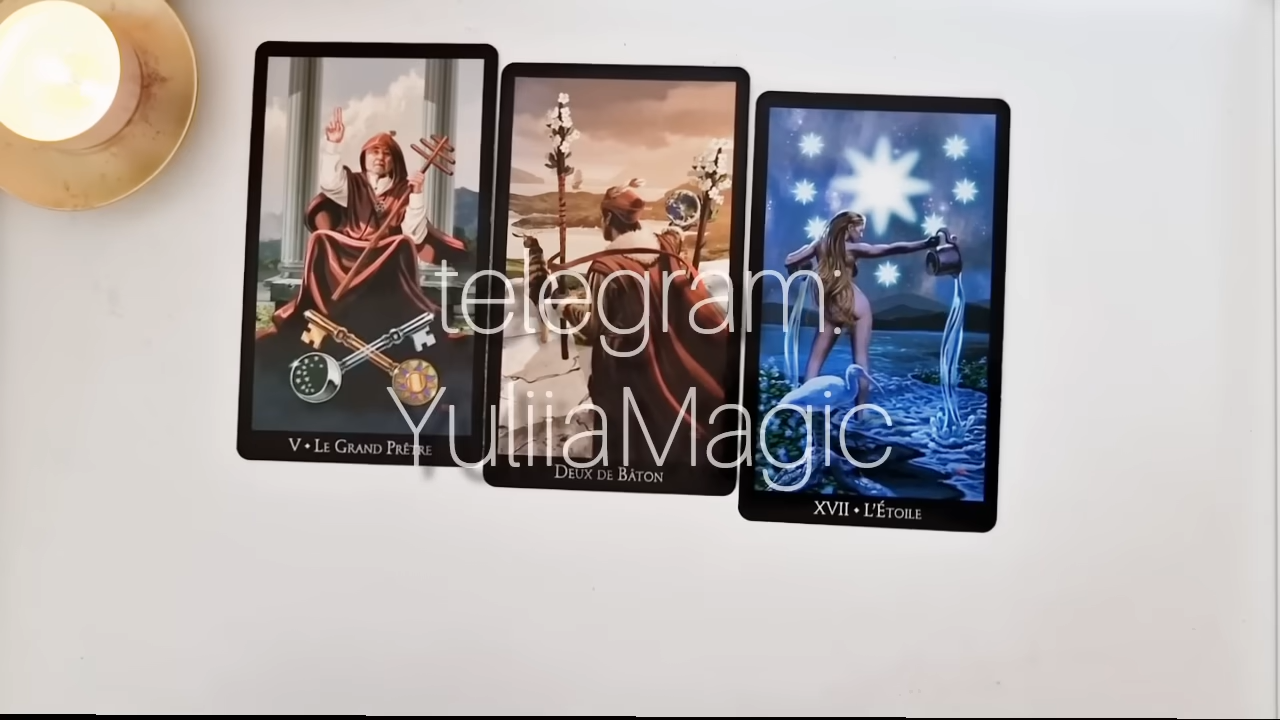 V • LE GRAND PRÊTRE
DEUX DE BÂTON
XVII • L'ÉTOILE
telegram:
YuliiaMagic